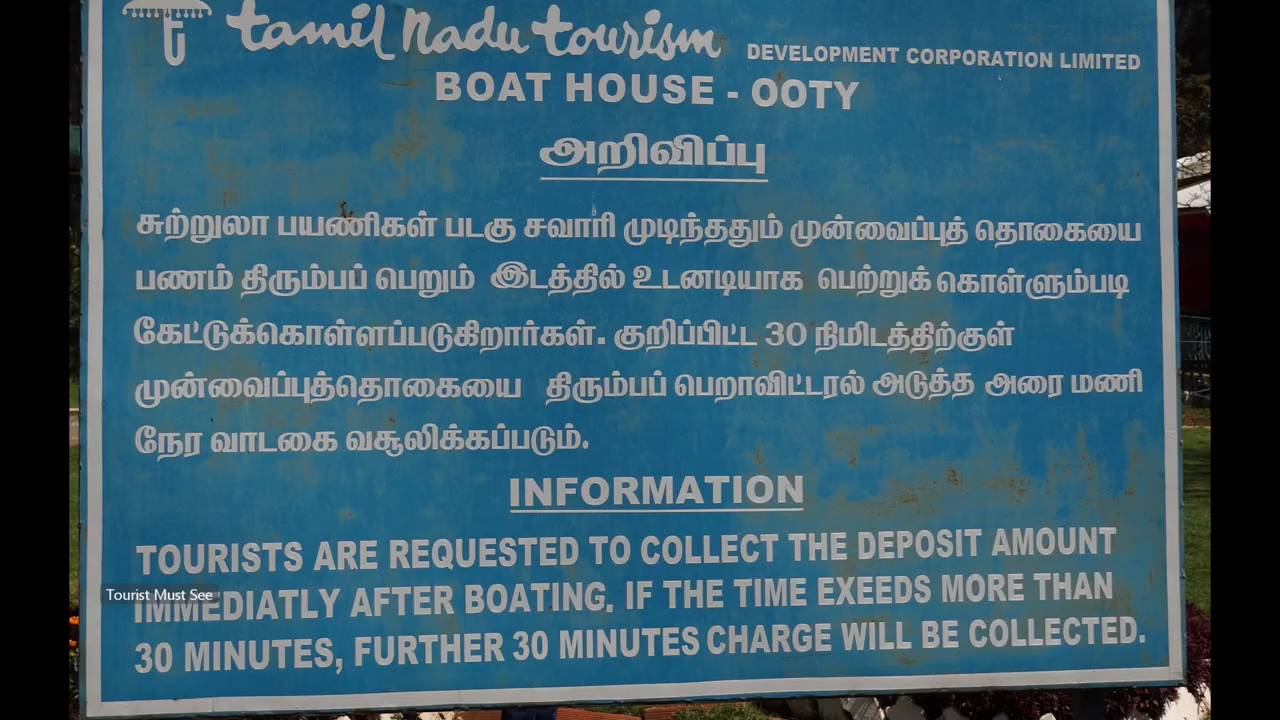 tamil nadu tourism DEVELOPMENT CORPORATION LIMITED
BOAT HOUSE - OOTY
அறிவிப்பு
சுற்றுலா பயணிகள் படகு சவாரி முடிந்ததும் முன்வைப்புத் தொகையை
பணம் திரும்பப் பெறும் இடத்தில் உடனடியாக பெற்றுக் கொள்ளும்படி
கேட்டுக்கொள்ளப்படுகிறார்கள். குறிப்பிட்ட 30 நிமிடத்திற்குள்
முன்வைப்புத்தொகையை திரும்பப் பெறாவிட்டால் அடுத்த அரை மணி
நேர வாடகை வசூலிக்கப்படும்.
INFORMATION
TOURISTS ARE REQUESTED TO COLLECT THE DEPOSIT AMOUNT
Tourist Must See
IMMEDIATLY AFTER BOATING. IF THE TIME EXEEDS MORE THAN
30 MINUTES, FURTHER 30 MINUTES CHARGE WILL BE COLLECTED.